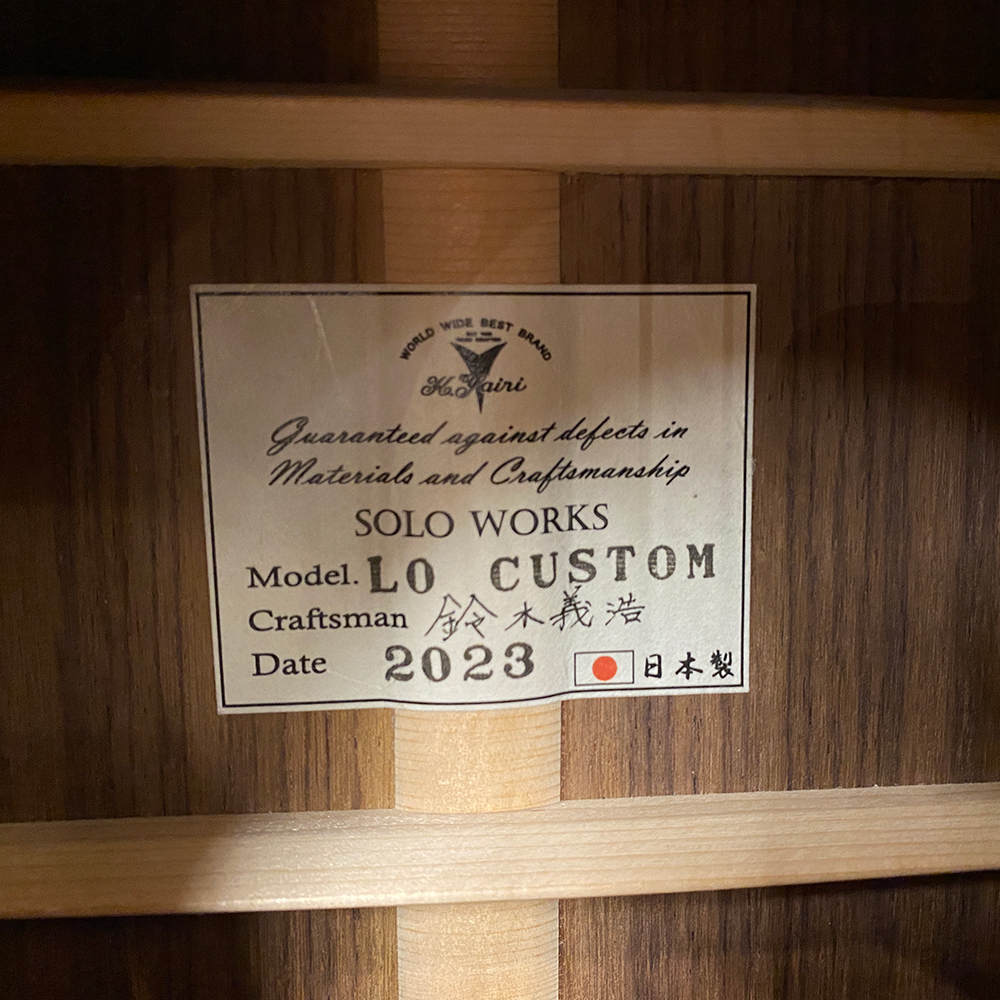 WORLD WIDE BEST BRAND
H.Yairi
Guaranteed against defects in
Materials and Craftsmanship
SOLO WORKS
Model. LO CUSTOM
Craftsman 鈴木義浩
Date 2023
日本製